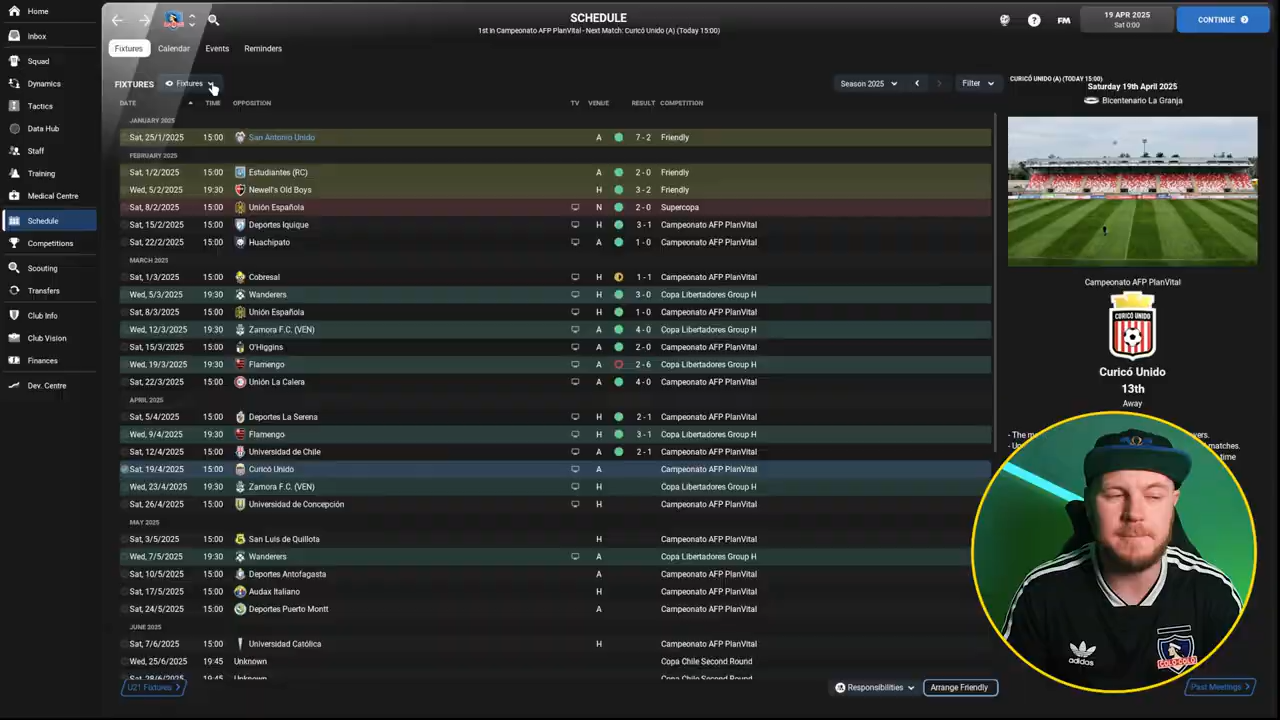 Home
Inbox
Squad
Dynamics
Tactics
Data Hub
Staff
Training
Medical Centre
Schedule
Competitions
Scouting
Transfers
Club Info
Club Vision
Finances
Dev. Centre
SCHEDULE
1st in Campeonato AFP PlanVital - Next Match: Curicó Unido (A) (Today 15:00)
FM
19 APR 2025
Sat 0:00
CONTINUE
Fixtures Calendar Events Reminders
FIXTURES Fixtures Season 2025 Filter
DATE TIME OPPOSITION TV VENUE RESULT COMPETITION
JANUARY 2025
Sat, 25/1/2025 15:00 San Antonio Unido A 7 - 2 Friendly
FEBRUARY 2025
Sat, 1/2/2025 15:00 Estudiantes (RC) A 2 - 0 Friendly
Wed, 5/2/2025 19:30 Newell's Old Boys H 3 - 2 Friendly
Sat, 8/2/2025 15:00 Unión Española N 2 - 0 Supercopa
Sat, 15/2/2025 15:00 Deportes Iquique H 3 - 1 Campeonato AFP PlanVital
Sat, 22/2/2025 15:00 Huachipato A 1 - 0 Campeonato AFP PlanVital
MARCH 2025
Sat, 1/3/2025 15:00 Cobresal H 1 - 1 Campeonato AFP PlanVital
Wed, 5/3/2025 19:30 Wanderers H 3 - 0 Copa Libertadores Group H
Sat, 8/3/2025 15:00 Unión Española H 1 - 0 Campeonato AFP PlanVital
Wed, 12/3/2025 19:30 Zamora F.C. (VEN) A 4 - 0 Copa Libertadores Group H
Sat, 15/3/2025 15:00 O'Higgins A 2 - 0 Campeonato AFP PlanVital
Wed, 19/3/2025 19:30 Flamengo A 2 - 6 Copa Libertadores Group H
Sat, 22/3/2025 15:00 Unión La Calera A 4 - 0 Campeonato AFP PlanVital
APRIL 2025
Sat, 5/4/2025 15:00 Deportes La Serena H 2 - 1 Campeonato AFP PlanVital
Wed, 9/4/2025 19:30 Flamengo H 3 - 1 Copa Libertadores Group H
Sat, 12/4/2025 15:00 Universidad de Chile A 2 - 1 Campeonato AFP PlanVital
Sat, 19/4/2025 15:00 Curicó Unido A Campeonato AFP PlanVital
Wed, 23/4/2025 19:30 Zamora F.C. (VEN) H Copa Libertadores Group H
Sat, 26/4/2025 15:00 Universidad de Concepción H Campeonato AFP PlanVital
MAY 2025
Sat, 3/5/2025 15:00 San Luis de Quillota H Campeonato AFP PlanVital
Wed, 7/5/2025 19:30 Wanderers A Copa Libertadores Group H
Sat, 10/5/2025 15:00 Deportes Antofagasta A Campeonato AFP PlanVital
Sat, 17/5/2025 15:00 Audax Italiano H Campeonato AFP PlanVital
Sat, 24/5/2025 15:00 Deportes Puerto Montt A Campeonato AFP PlanVital
JUNE 2025
Sat, 7/6/2025 15:00 Universidad Católica H Campeonato AFP PlanVital
Wed, 25/6/2025 19:45 Unknown Copa Chile Second Round
Sat, 28/6/2025 19:45 Unknown Copa Chile Second Round
U21 Fixtures
Responsibilities
Arrange Friendly
Past Meetings
CURICÓ UNIDO (A) (TODAY 15:00)
Saturday 19th April 2025
Bicentenario La Granja
Campeonato AFP PlanVital
CURICÓ UNIDO
Curicó Unido
13th
Away
- The m
matches.
time
adidas
COLO-COLO